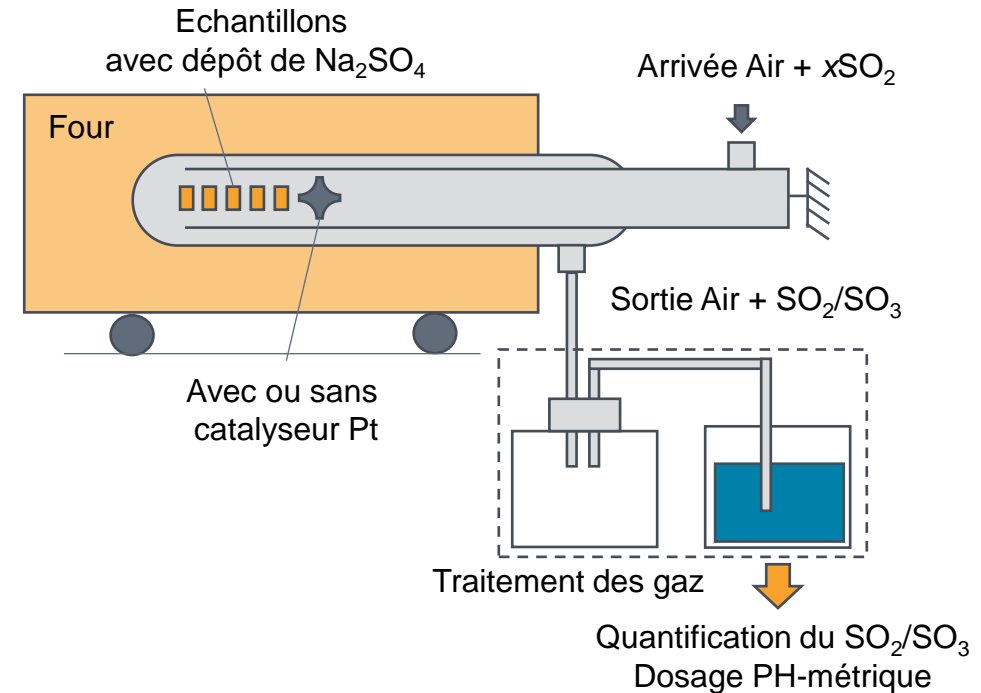 Echantillons
avec dépôt de Na₂SO₄
Arrivée Air + xSO₂
Four
Sortie Air + SO₂/SO₃
Avec ou sans
catalyseur Pt
Traitement des gaz
Quantification du SO₂/SO₃
Dosage PH-métrique